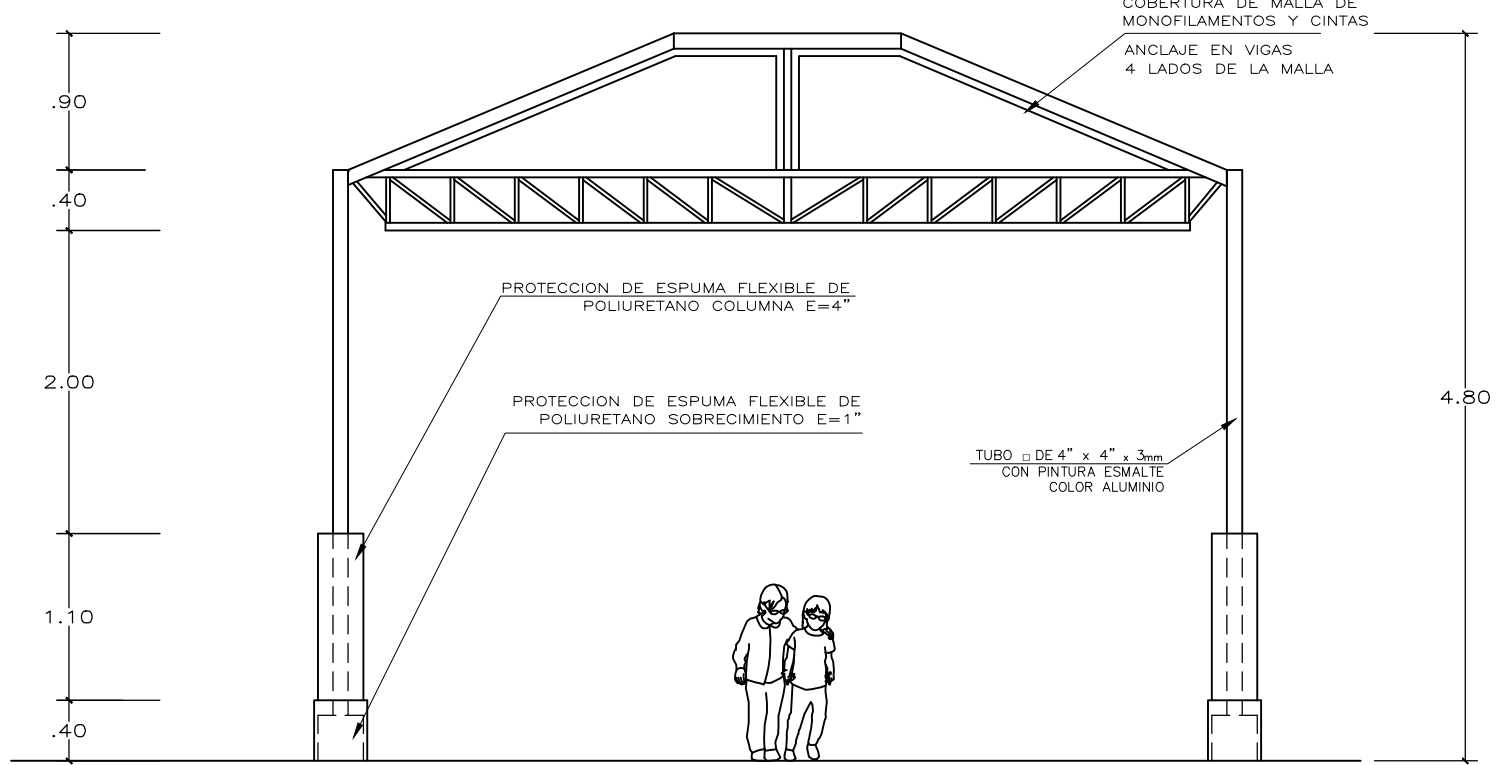 COBERTURA DE MALLA DE
MONOFILAMENTOS Y CINTAS
ANCLAJE EN VIGAS
4 LADOS DE LA MALLA
.90
.40
PROTECCION DE ESPUMA FLEXIBLE DE
POLIURETANO COLUMNA E=4”
2.00
4.80
PROTECCION DE ESPUMA FLEXIBLE DE
POLIURETANO SOBRECIMIENTO E=1”
TUBO □ DE 4” x 4” x 3mm
CON PINTURA ESMALTE
COLOR ALUMINIO
1.10
.40